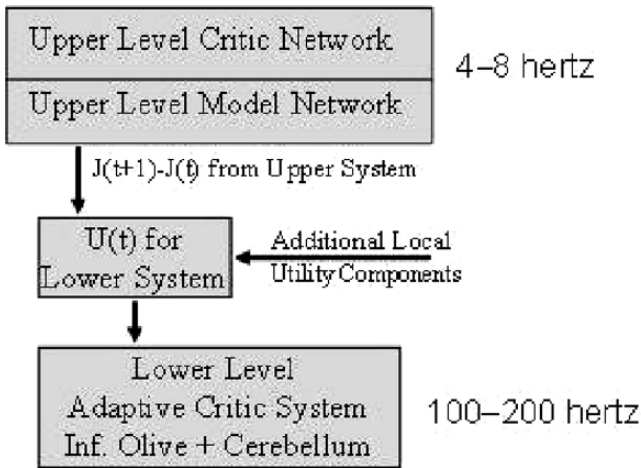 Upper Level Critic Network
4–8 hertz
Upper Level Model Network
J(t+1)-J(t) from Upper System
U(t) for
Lower System
Additional Local
Utility Components
Lower Level
Adaptive Critic System
Inf. Olive + Cerebellum
100–200 hertz